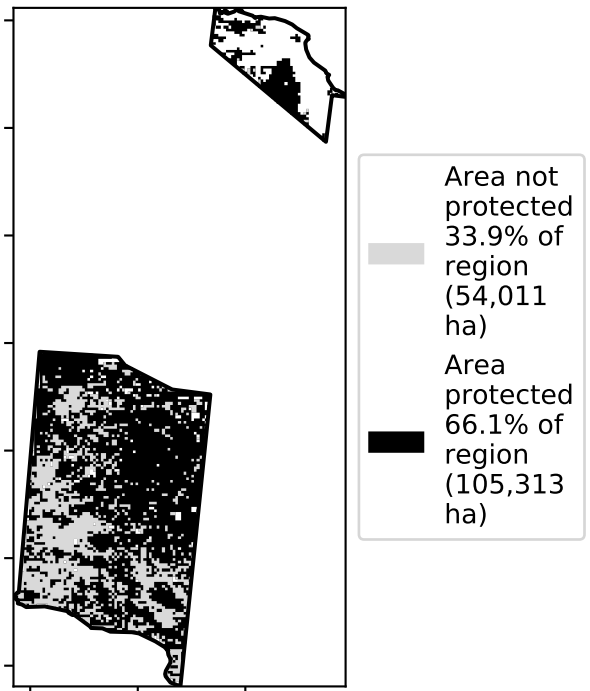 Area not
protected
33.9% of
region
(54,011
ha)
Area
protected
66.1% of
region
(105,313
ha)